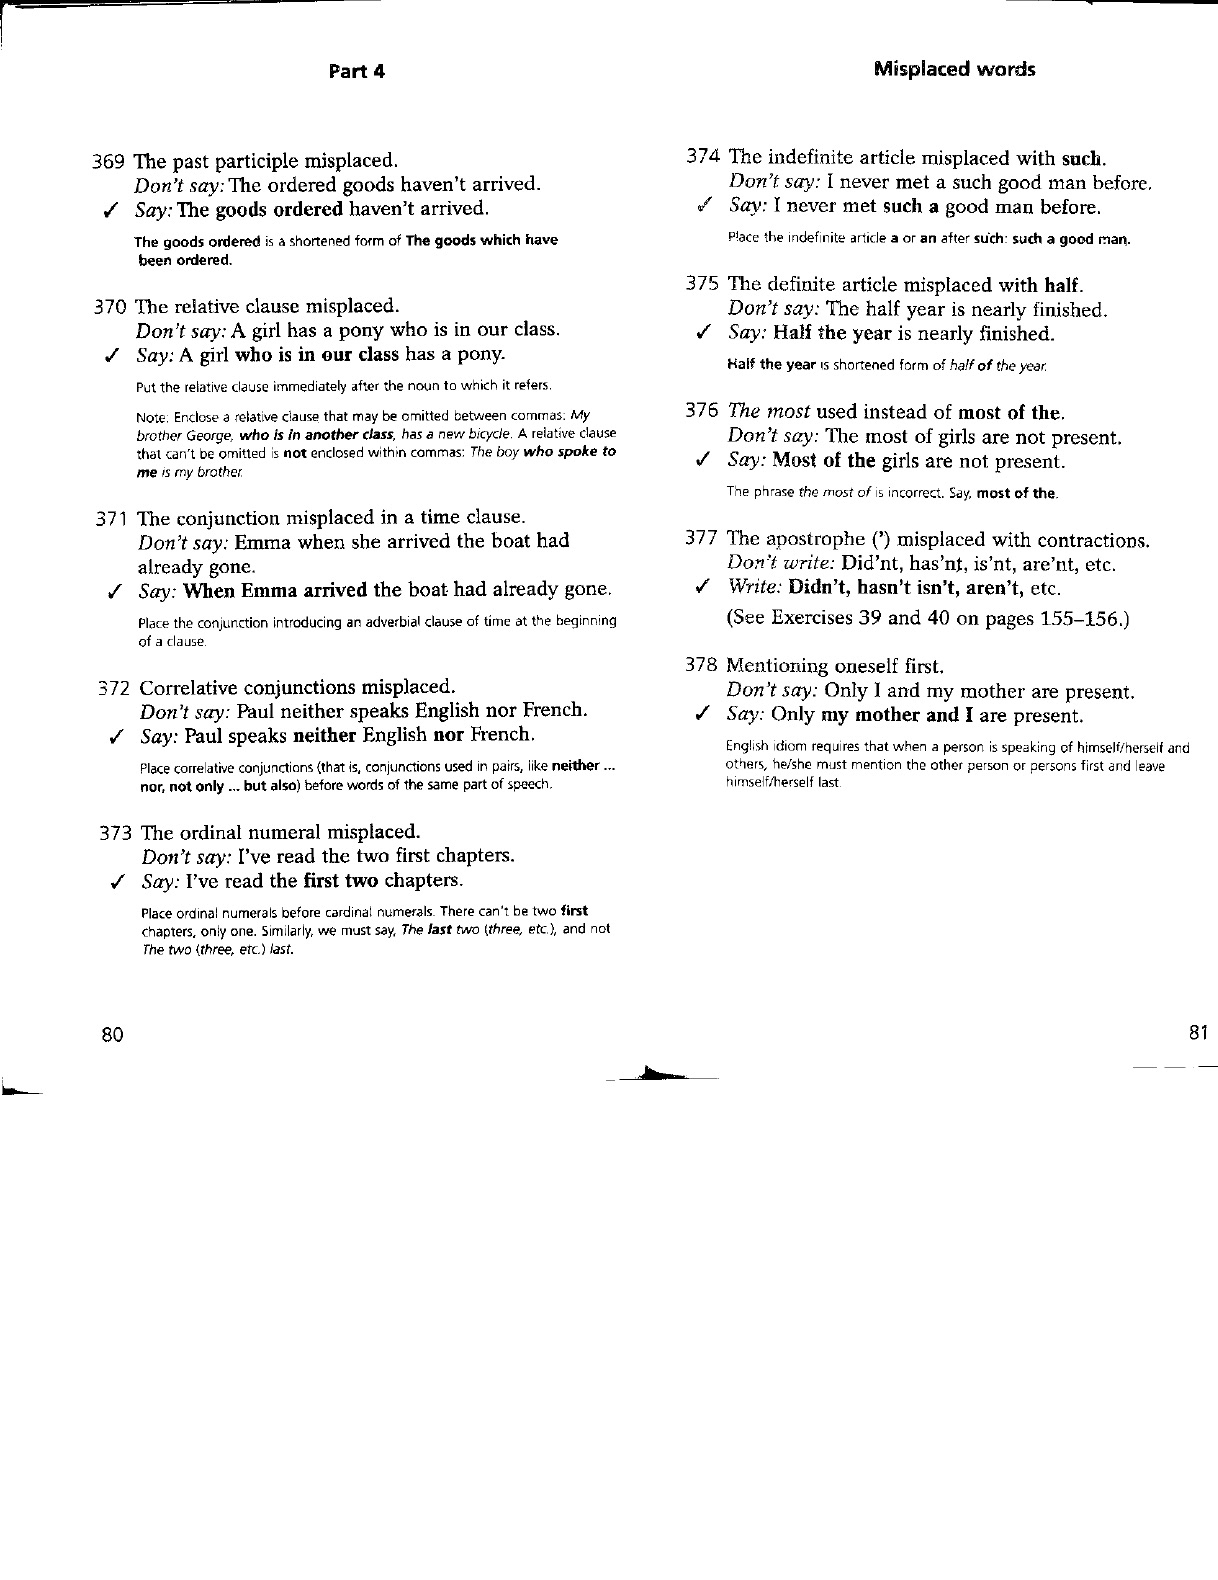 Part 4
369 The past participle misplaced.
Don't say: The ordered goods haven't arrived.
✓ Say: The goods ordered haven't arrived.
The goods ordered is a shortened form of The goods which have
been ordered.
370 The relative clause misplaced.
Don't say: A girl has a pony who is in our class.
✓ Say: A girl who is in our class has a pony.
Put the relative clause immediately after the noun to which it refers.
Note: Enclose a relative clause that may be omitted between commas: My
brother George, who is in another class, has a new bicycle. A relative clause
that can't be omitted is not enclosed within commas: The boy who spoke to
me is my brother.
371 The conjunction misplaced in a time clause.
Don't say: Emma when she arrived the boat had
already gone.
✓ Say: When Emma arrived the boat had already gone.
Place the conjunction introducing an adverbial clause of time at the beginning
of a clause.
372 Correlative conjunctions misplaced.
Don't say: Paul neither speaks English nor French.
✓ Say: Paul speaks neither English nor French.
Place correlative conjunctions (that is, conjunctions used in pairs, like neither ...
nor, not only ... but also) before words of the same part of speech.
373 The ordinal numeral misplaced.
Don't say: I've read the two first chapters.
✓ Say: I've read the first two chapters.
Place ordinal numerals before cardinal numerals. There can't be two first
chapters, only one. Similarly, we must say, The last two (three, etc.), and not
The two (three, etc.) last.
80
Misplaced words
374 The indefinite article misplaced with such.
Don't say: I never met a such good man before.
✓ Say: I never met such a good man before.
Place the indefinite article a or an after such: such a good man.
375 The definite article misplaced with half.
Don't say: The half year is nearly finished.
✓ Say: Half the year is nearly finished.
Half the year is shortened form of half of the year.
376 The most used instead of most of the.
Don't say: The most of girls are not present.
✓ Say: Most of the girls are not present.
The phrase the most of is incorrect. Say, most of the.
377 The apostrophe (’) misplaced with contractions.
Don't write: Did'nt, has'nt, is'nt, are'nt, etc.
✓ Write: Didn't, hasn't isn't, aren't, etc.
(See Exercises 39 and 40 on pages 155–156.)
378 Mentioning oneself first.
Don't say: Only I and my mother are present.
✓ Say: Only my mother and I are present.
English idiom requires that when a person is speaking of himself/herself and
others, he/she must mention the other person or persons first and leave
himself/herself last.
81